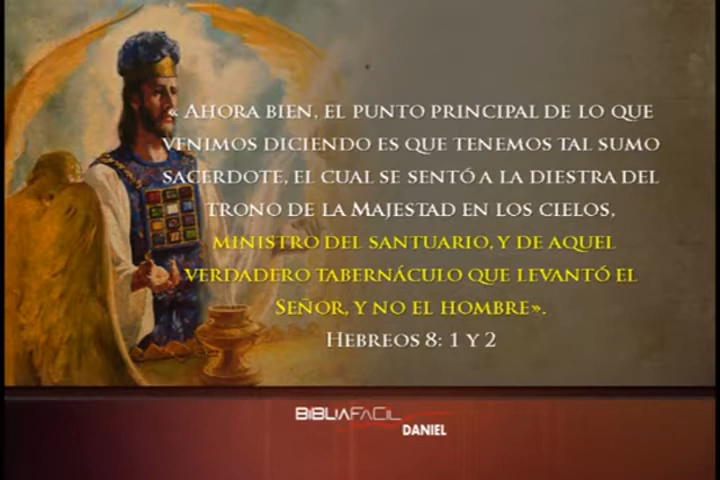 « Ahora bien, el punto principal de lo que
venimos diciendo es que tenemos tal sumo
sacerdote, el cual se sentó a la diestra del
trono de la Majestad en los cielos,
ministro del santuario, y de aquel
verdadero tabernáculo que levantó el
Señor, y no el hombre».
Hebreos 8: 1 y 2
BIBLIAFACIL
DANIEL